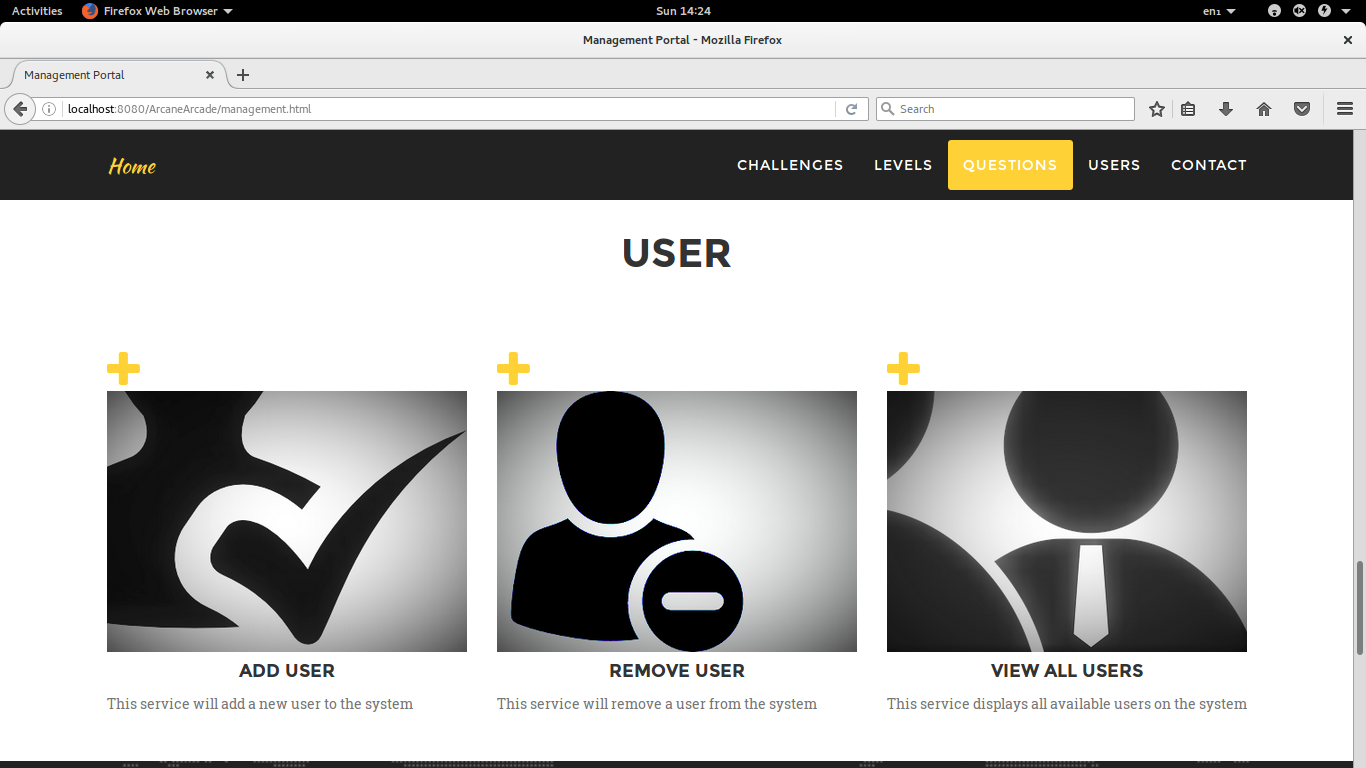 Activities Firefox Web Browser Sun 14:24 en₁
Management Portal - Mozilla Firefox
Management Portal
localhost:8080/ArcaneArcade/management.html Search
Home CHALLENGES LEVELS QUESTIONS USERS CONTACT
USER
ADD USER REMOVE USER VIEW ALL USERS
This service will add a new user to the system This service will remove a user from the system This service displays all available users on the system